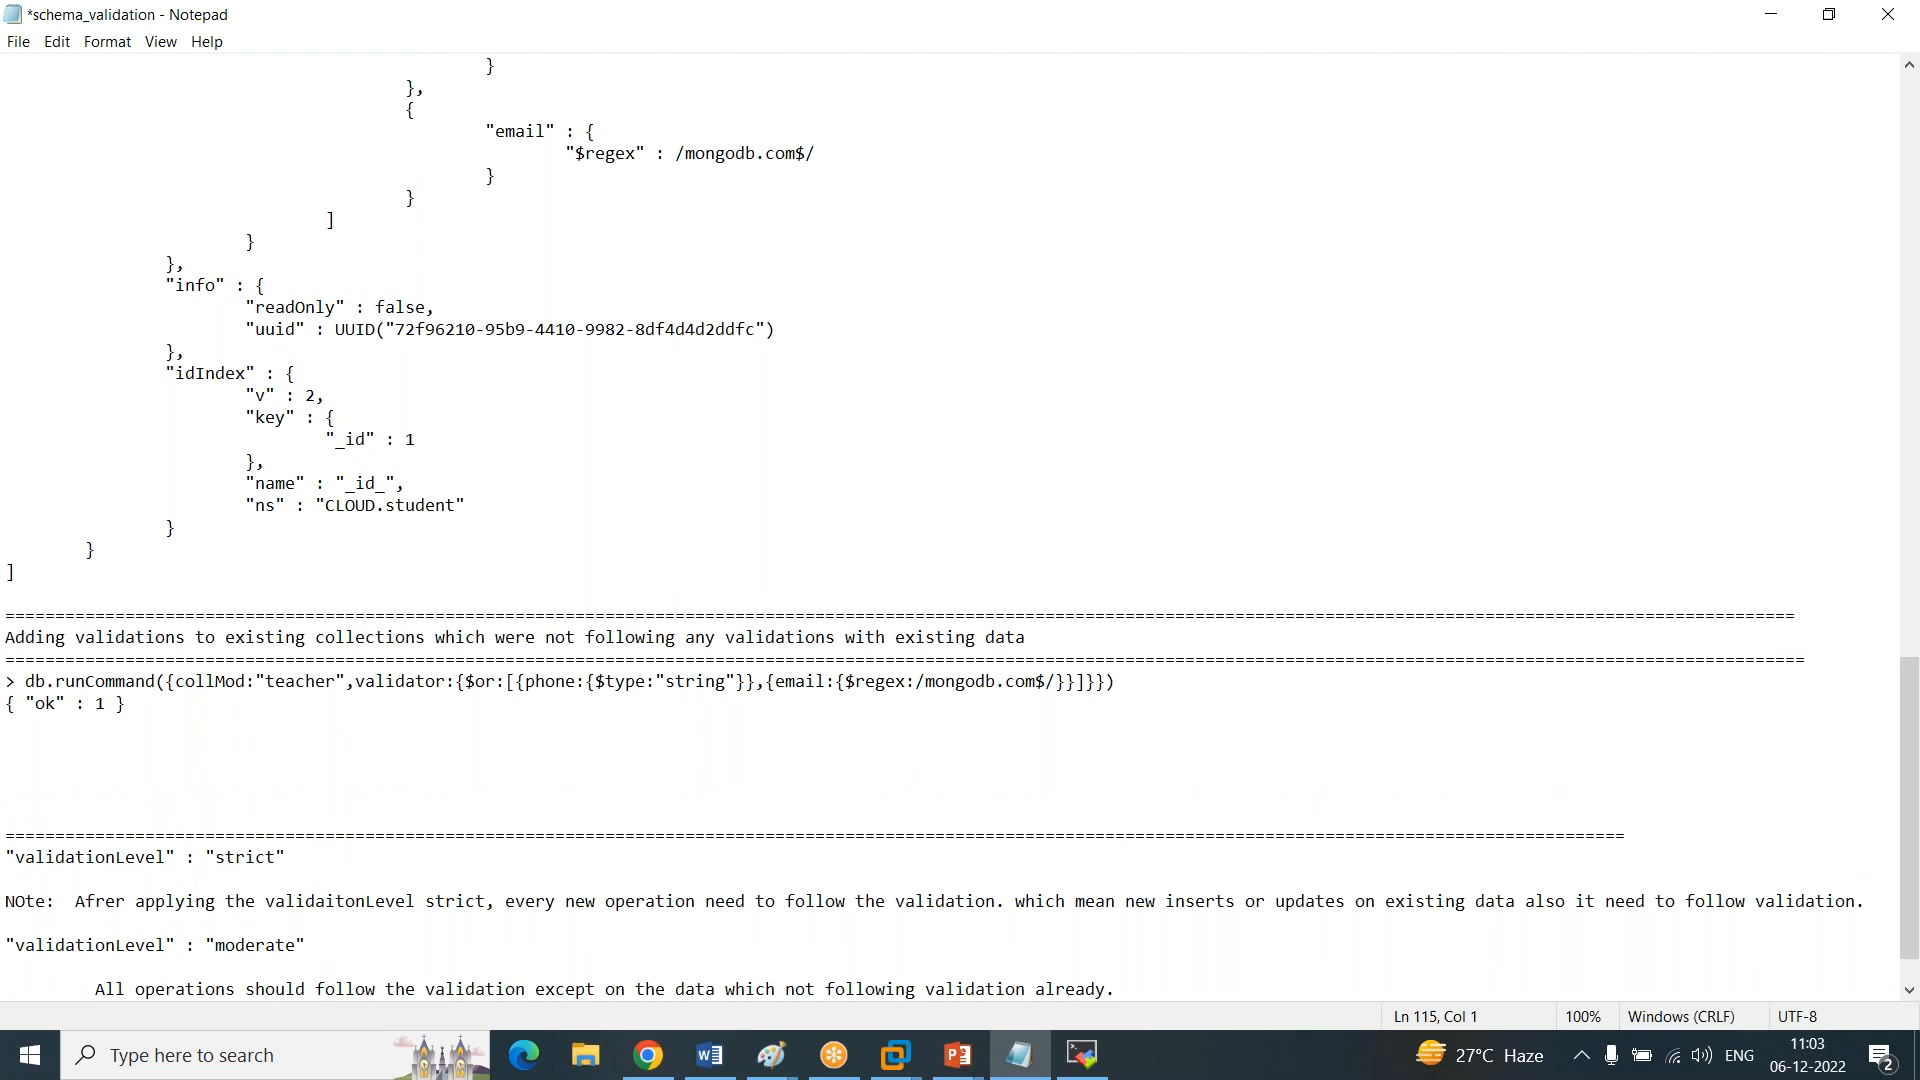 *schema_validation - Notepad
File Edit Format View Help
}
},
{
"email" : {
"$regex" : /mongodb.com$/
}
}
]
}
},
"info" : {
"readOnly" : false,
"uuid" : UUID("72f96210-95b9-4410-9982-8df4d4d2ddfc")
},
"idIndex" : {
"v" : 2,
"key" : {
"_id" : 1
},
"name" : "_id_",
"ns" : "CLOUD.student"
}
}
]
===================================================================================================================================================================================
Adding validations to existing collections which were not following any validations with existing data
====================================================================================================================================================================================
> db.runCommand({collMod:"teacher",validator:{$or:[{phone:{$type:"string"}},{email:{$regex:/mongodb.com$/}}]}})
{ "ok" : 1 }
==================================================================================================================================================================
"validationLevel" : "strict"
NOte:  Afrer applying the validaitonLevel strict, every new operation need to follow the validation. which mean new inserts or updates on existing data also it need to follow validation.
"validationLevel" : "moderate"
All operations should follow the validation except on the data which not following validation already.
Ln 115, Col 1 100% Windows (CRLF) UTF-8
Type here to search 27°C Haze ENG 11:03
06-12-2022 2